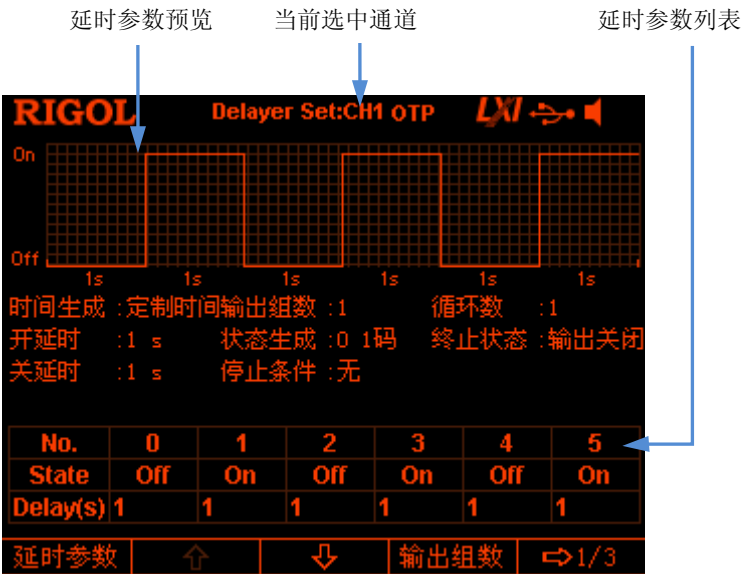 延时参数预览 当前选中通道 延时参数列表
RIGOL Delayer Set:CH1 OTP LXI
On
Off
1s 1s 1s 1s 1s 1s
时间生成 :定制时间 输出组数 :1 循环数 :1
开延时 :1 s 状态生成 :0 1码 终止状态 :输出关闭
关延时 :1 s 停止条件 :无
No. 0 1 2 3 4 5
State Off On Off On Off On
Delay(s) 1 1 1 1 1 1
延时参数 输出组数 1/3